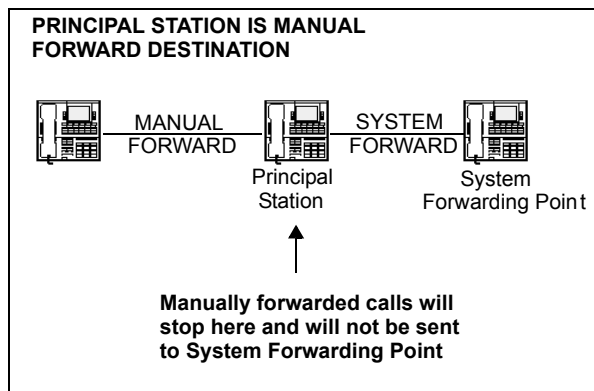 PRINCIPAL STATION IS MANUAL
FORWARD DESTINATION
MANUAL
FORWARD
SYSTEM
FORWARD
Principal
Station
System
Forwarding Point
Manually forwarded calls will
stop here and will not be sent
to System Forwarding Point